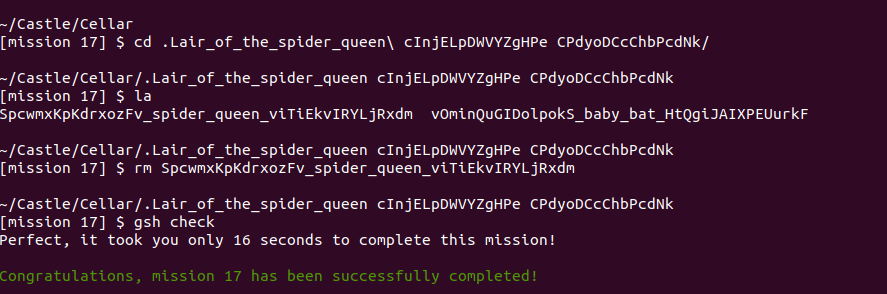 ~/Castle/Cellar
[mission 17] $ cd .Lair_of_the_spider_queen\ cInjELpDWVYZgHPe CPdyoDCcChbPcdNk/
~/Castle/Cellar/.Lair_of_the_spider_queen cInjELpDWVYZgHPe CPdyoDCcChbPcdNk
[mission 17] $ la
SpcwmxKpKdrxozFv_spider_queen_viTiEkvIRYLjRxdm  vOminQuGIDolpokS_baby_bat_HtQgiJAIXPEUurkF
~/Castle/Cellar/.Lair_of_the_spider_queen cInjELpDWVYZgHPe CPdyoDCcChbPcdNk
[mission 17] $ rm SpcwmxKpKdrxozFv_spider_queen_viTiEkvIRYLjRxdm
~/Castle/Cellar/.Lair_of_the_spider_queen cInjELpDWVYZgHPe CPdyoDCcChbPcdNk
[mission 17] $ gsh check
Perfect, it took you only 16 seconds to complete this mission!
Congratulations, mission 17 has been successfully completed!